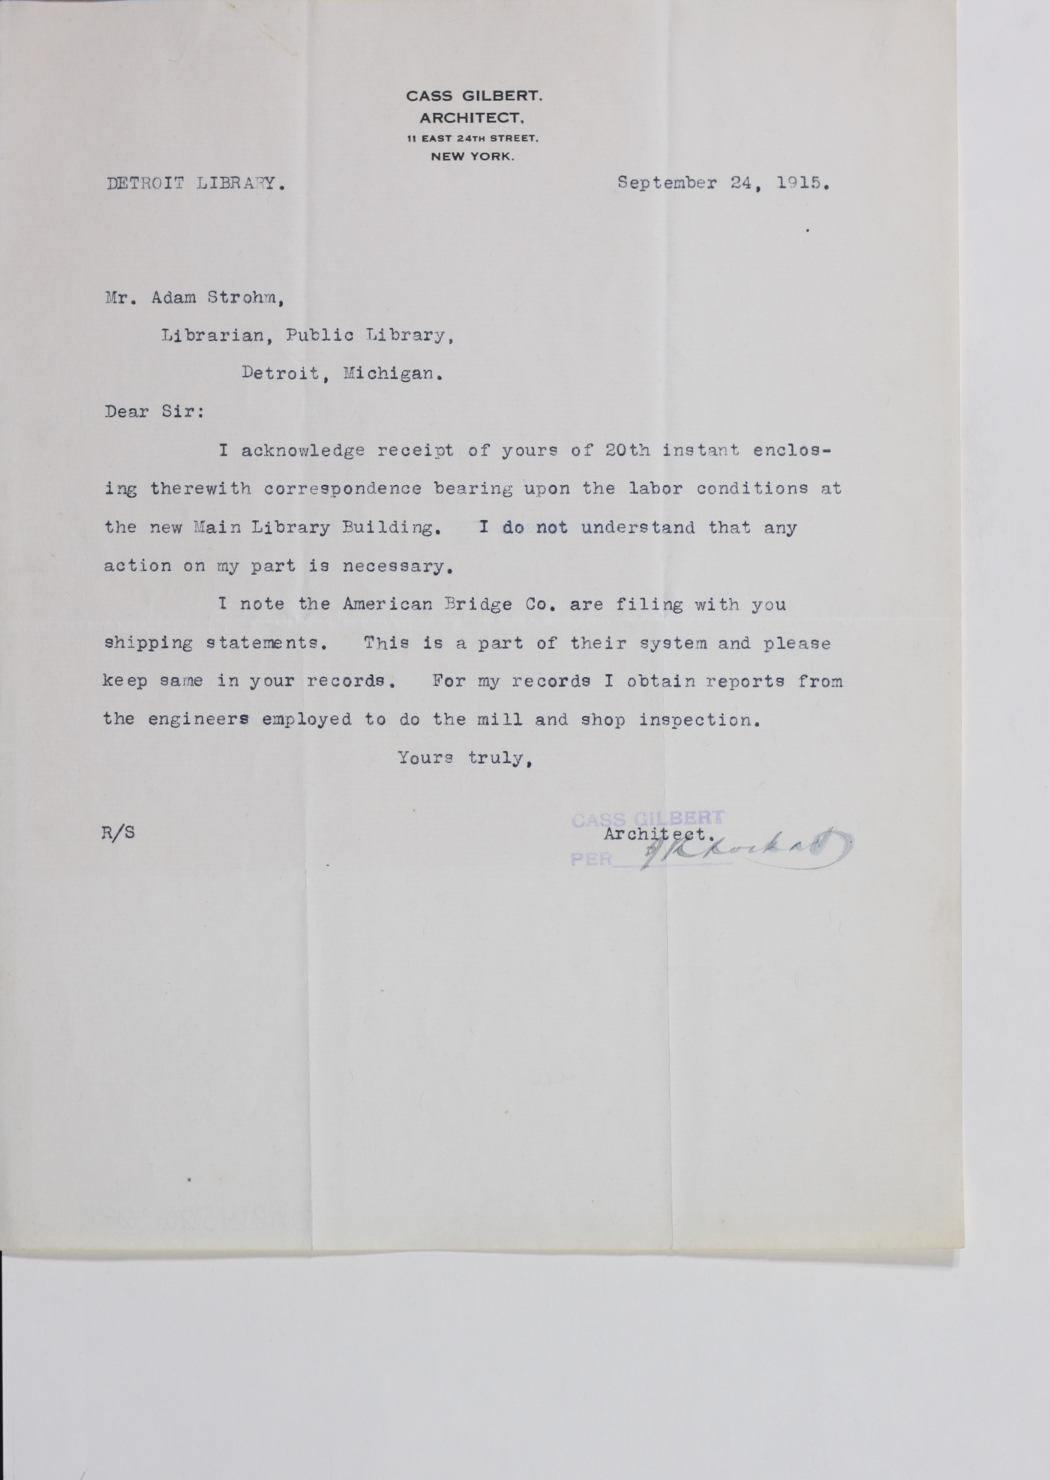 CASS GILBERT.
ARCHITECT,
11 EAST 24TH STREET,
NEW YORK.
DETROIT LIBRARY. September 24, 1915.
Mr. Adam Strohm,
Librarian, Public Library,
Detroit, Michigan.
Dear Sir:
I acknowledge receipt of yours of 20th instant enclos-
ing therewith correspondence bearing upon the labor conditions at
the new Main Library Building. I do not understand that any
action on my part is necessary.
I note the American Bridge Co. are filing with you
shipping statements. This is a part of their system and please
keep same in your records. For my records I obtain reports from
the engineers employed to do the mill and shop inspection.
Yours truly,
CASS GILBERT
R/S Architect.
PER